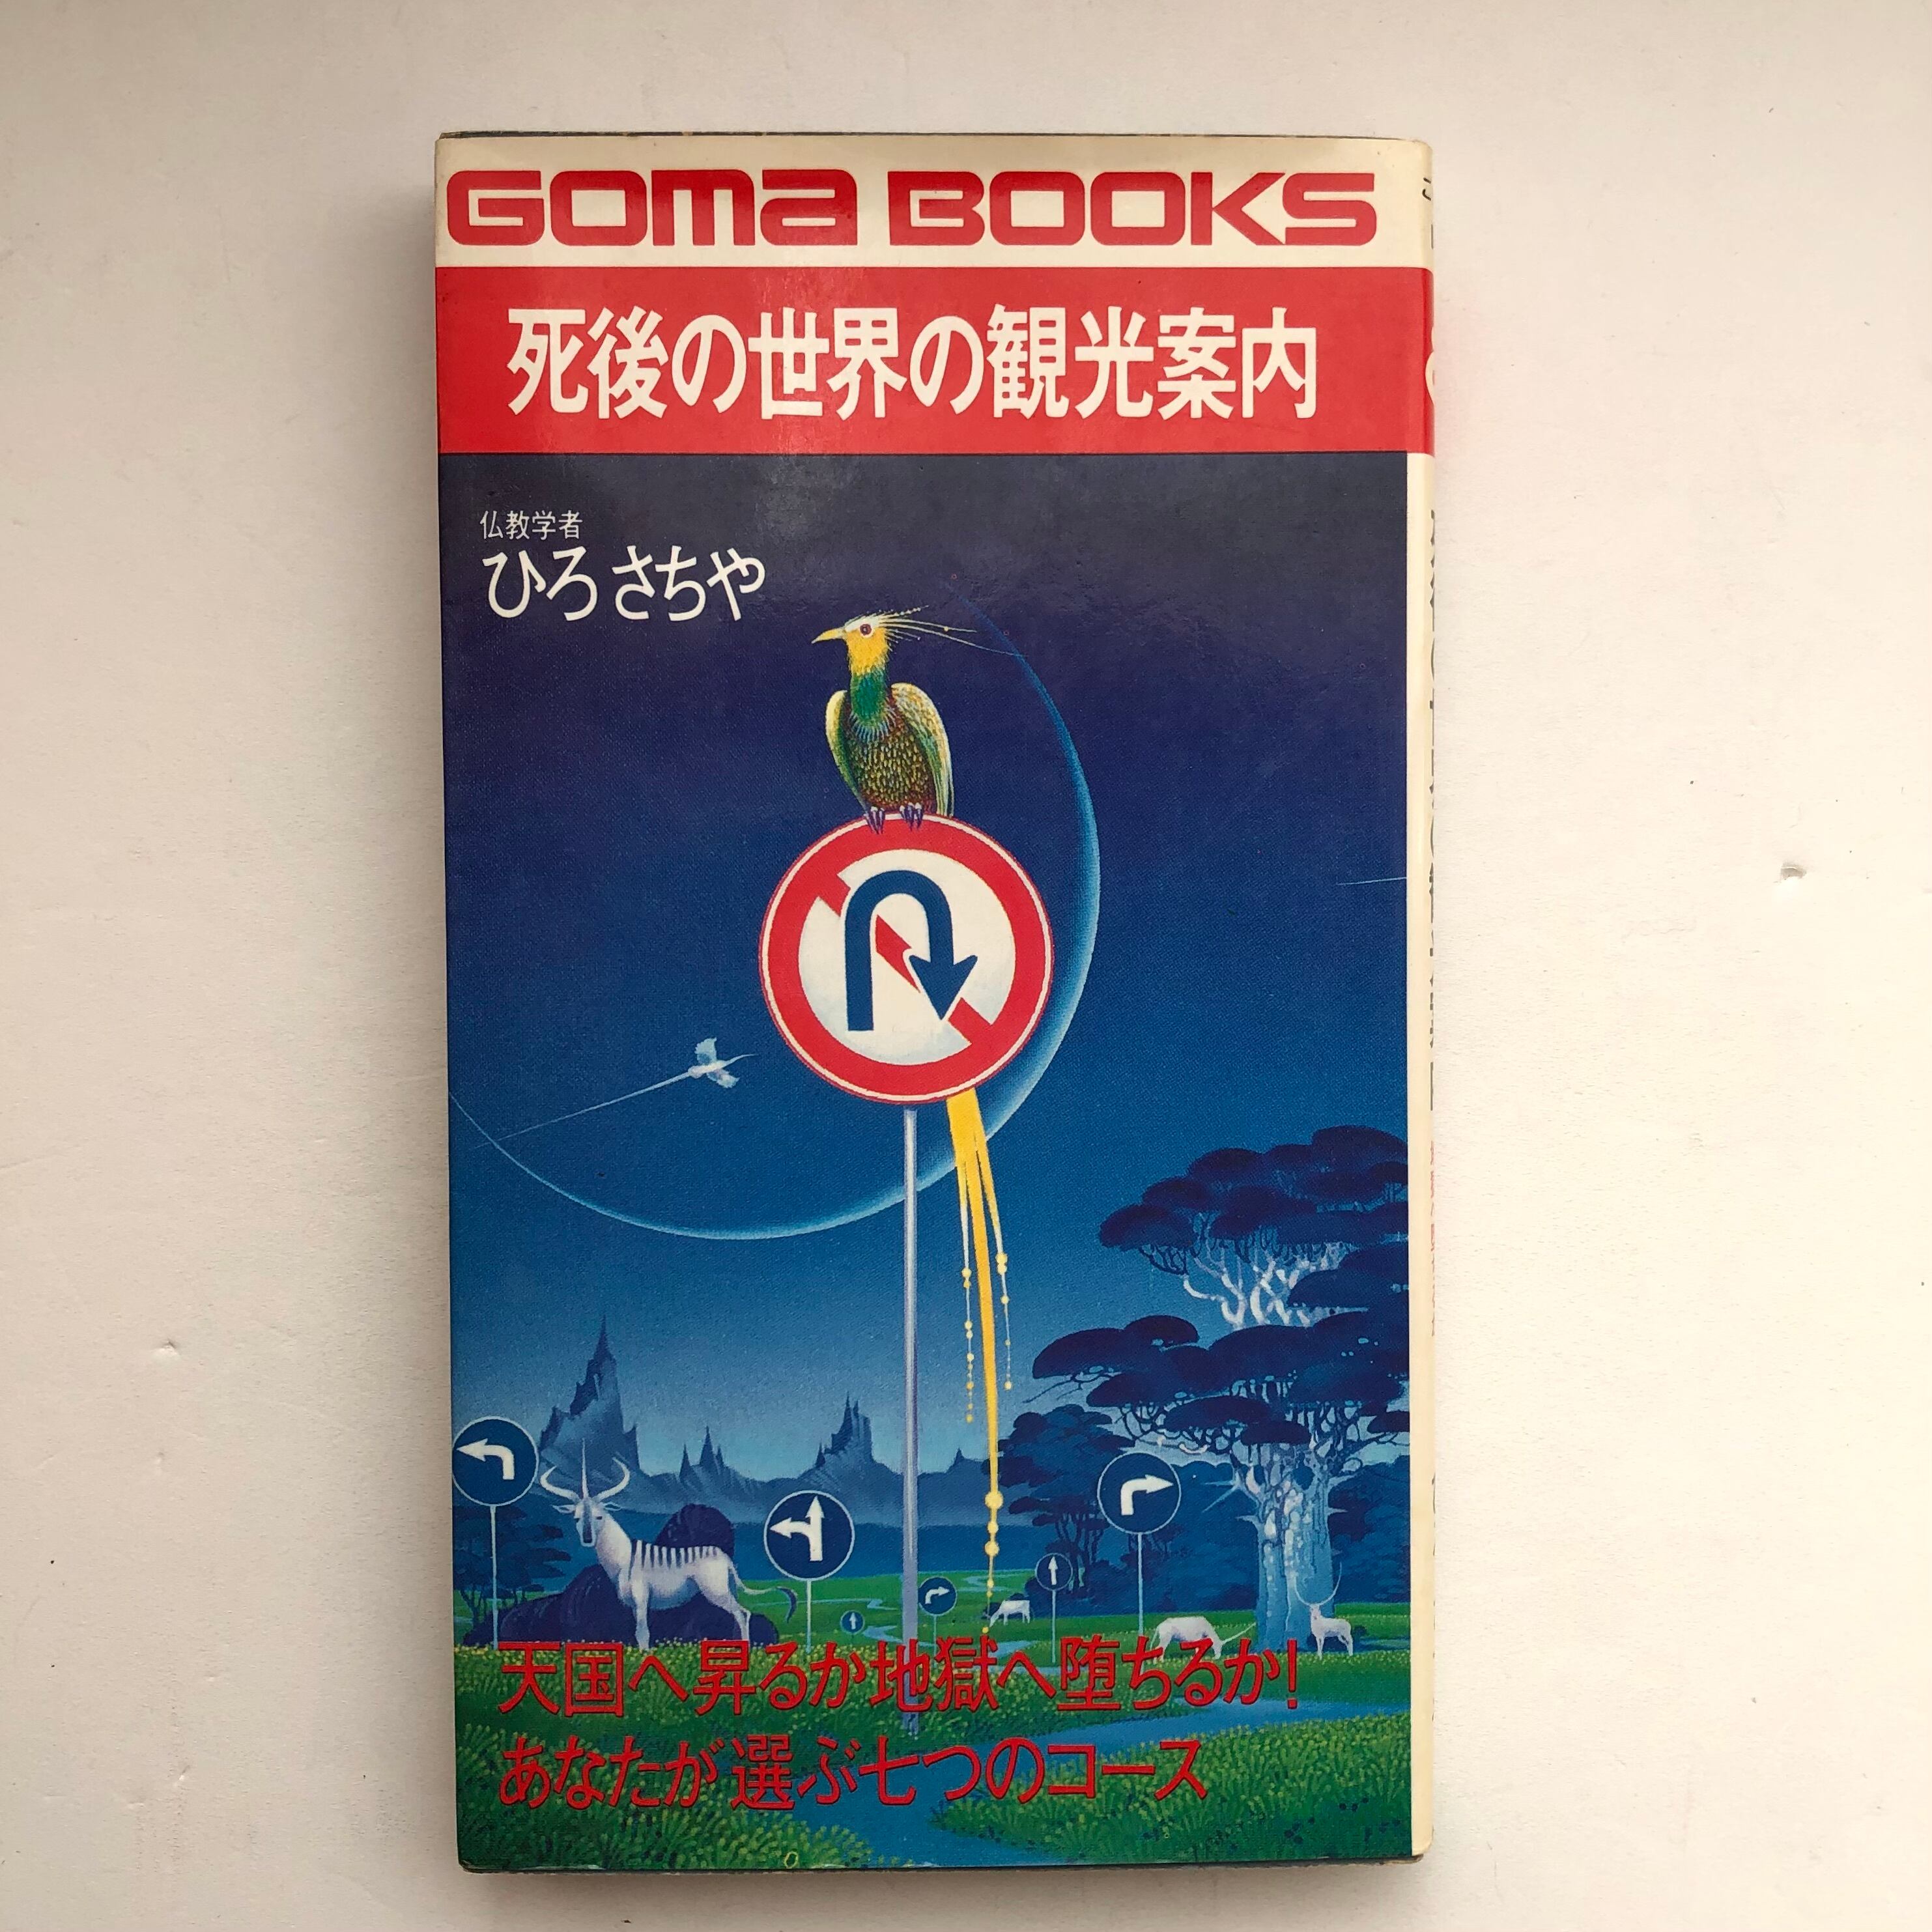 GOMA BOOKS
死後の世界の観光案内
仏教学者
ひろ さちや
天国へ昇るか地獄へ堕ちるか!
あなたが選ぶ七つのコース